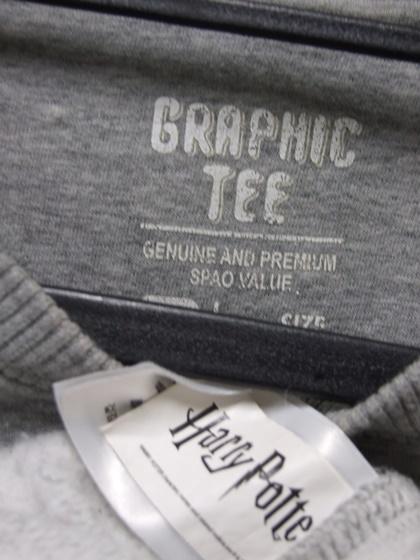 GRAPHIC
TEE
GENUINE AND PREMIUM
SPAO VALUE.
SIZE
Harry Potte